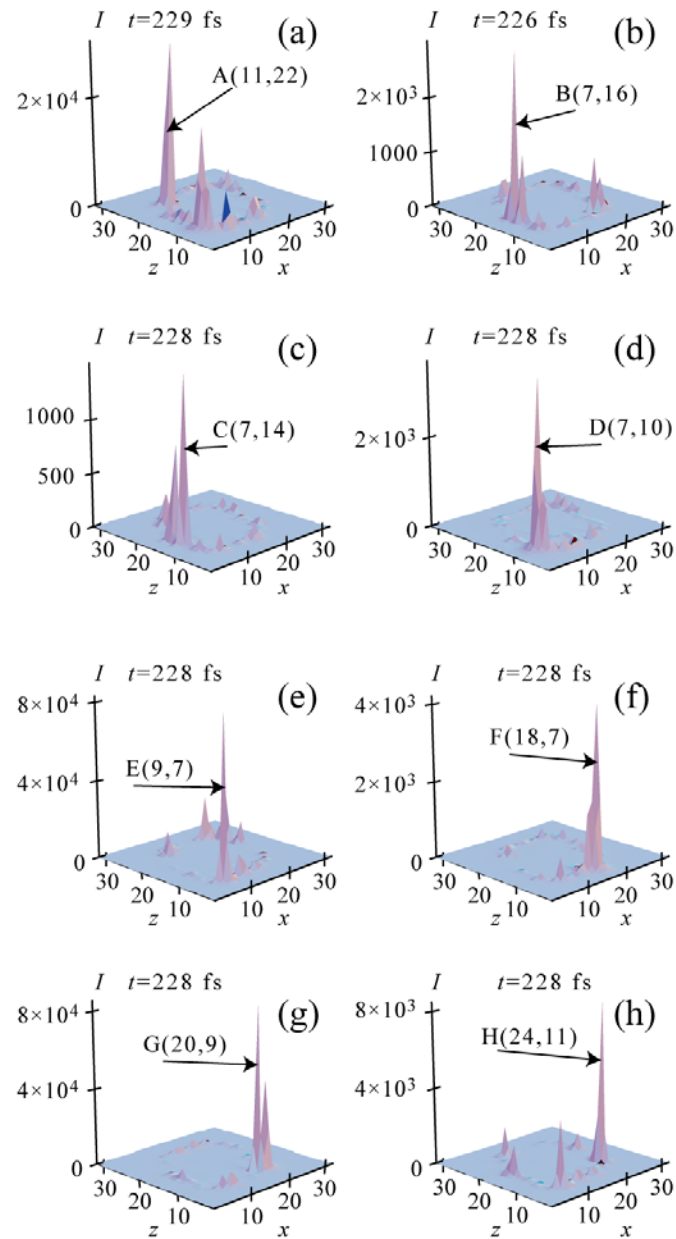 I t=229 fs (a)
A(11,22)
2×10⁴
0
30
20
10
z
10
20
30
x
I t=226 fs (b)
B(7,16)
2×10³
1000
0
30
20
10
z
10
20
30
x
I t=228 fs (c)
C(7,14)
1000
500
0
30
20
10
z
10
20
30
x
I t=228 fs (d)
D(7,10)
2×10³
0
30
20
10
z
10
20
30
x
I t=228 fs (e)
8×10⁴
E(9,7)
4×10⁴
0
30
20
10
z
10
20
30
x
I t=228 fs (f)
4×10³
F(18,7)
2×10³
0
30
20
10
z
10
20
30
x
I t=228 fs (g)
8×10⁴
G(20,9)
4×10⁴
0
30
20
10
z
10
20
30
x
I t=228 fs (h)
8×10³
H(24,11)
4×10³
0
30
20
10
z
10
20
30
x